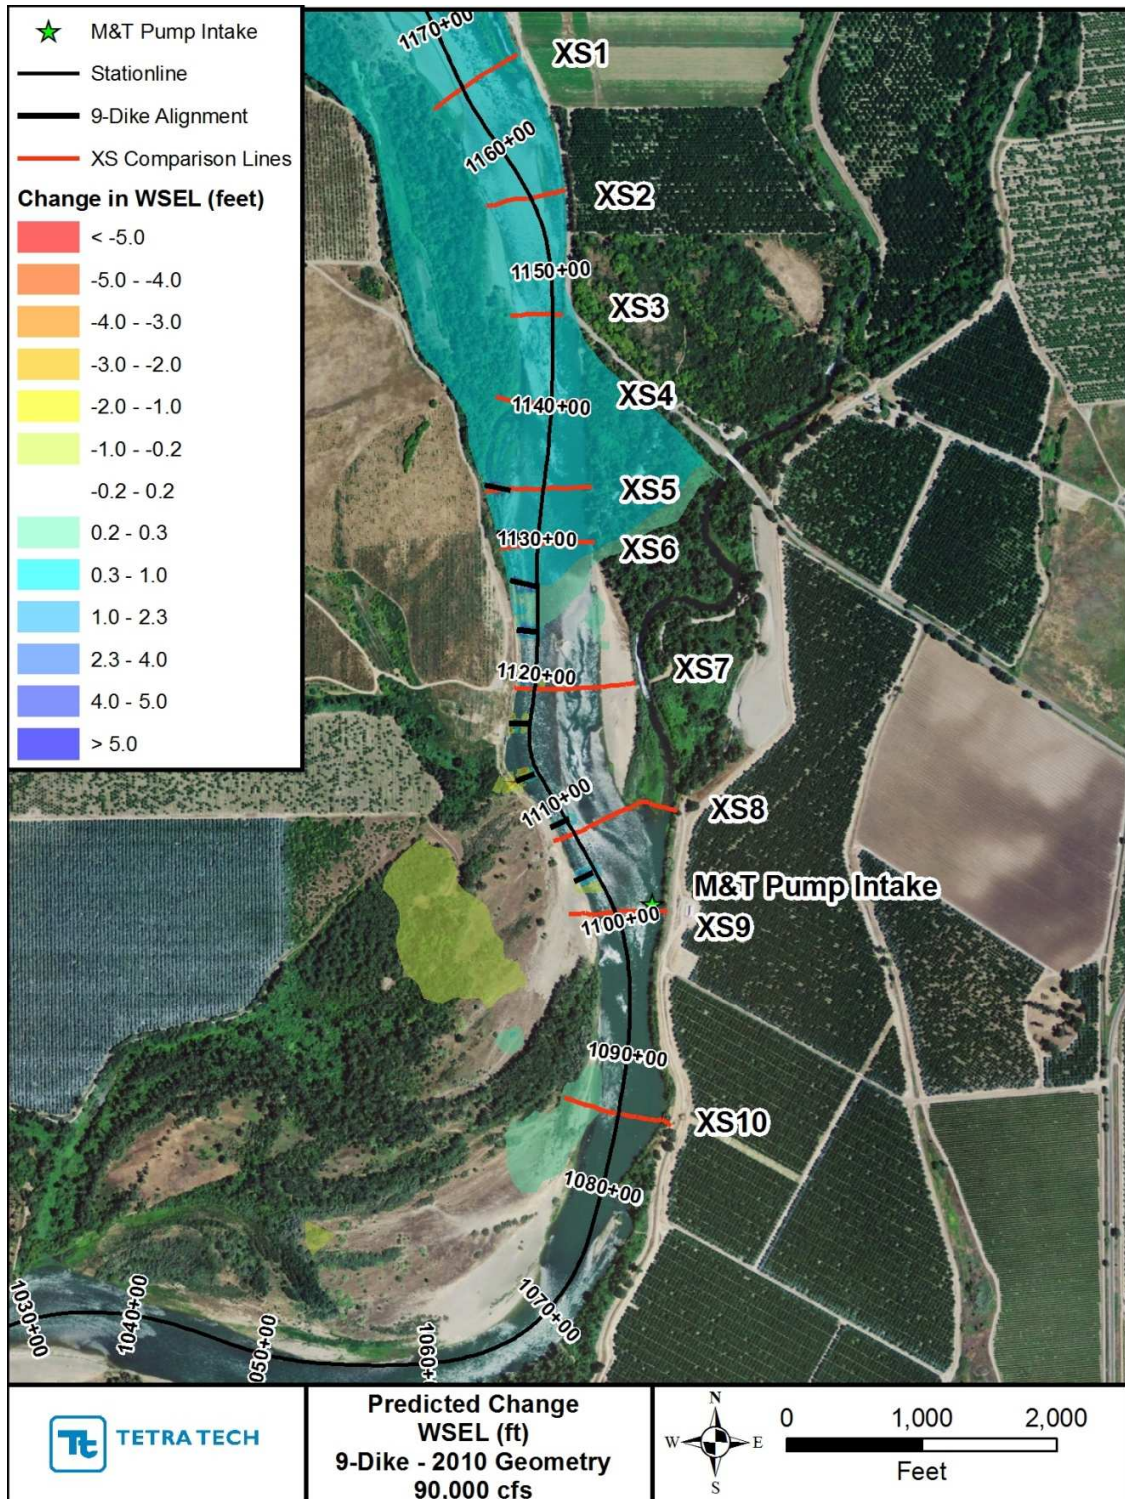 M&T Pump Intake
Stationline
9-Dike Alignment
XS Comparison Lines
Change in WSEL (feet)
< -5.0
-5.0 - -4.0
-4.0 - -3.0
-3.0 - -2.0
-2.0 - -1.0
-1.0 - -0.2
-0.2 - 0.2
0.2 - 0.3
0.3 - 1.0
1.0 - 2.3
2.3 - 4.0
4.0 - 5.0
> 5.0
1170+00
XS1
1160+00
XS2
1150+00
XS3
XS4
1140+00
XS5
1130+00
XS6
1120+00
XS7
1110+00
XS8
M&T Pump Intake
1100+00
XS9
1090+00
XS10
1080+00
1070+00
1030+00
1040+00
050+00
1060+
TETRA TECH
Predicted Change
WSEL (ft)
9-Dike - 2010 Geometry
90,000 cfs
N
W
E
S
0
1,000
2,000
Feet